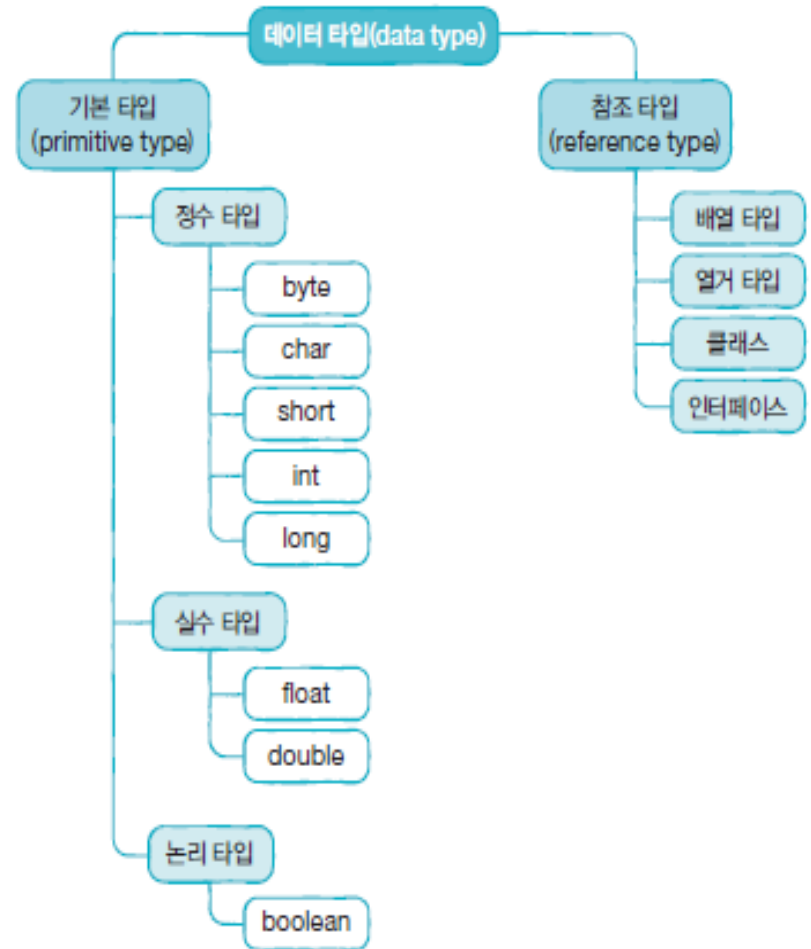 데이터 타입(data type)
기본 타입
(primitive type)
정수 타입
byte
char
short
int
long
실수 타입
float
double
논리 타입
boolean
참조 타입
(reference type)
배열 타입
열거 타입
클래스
인터페이스